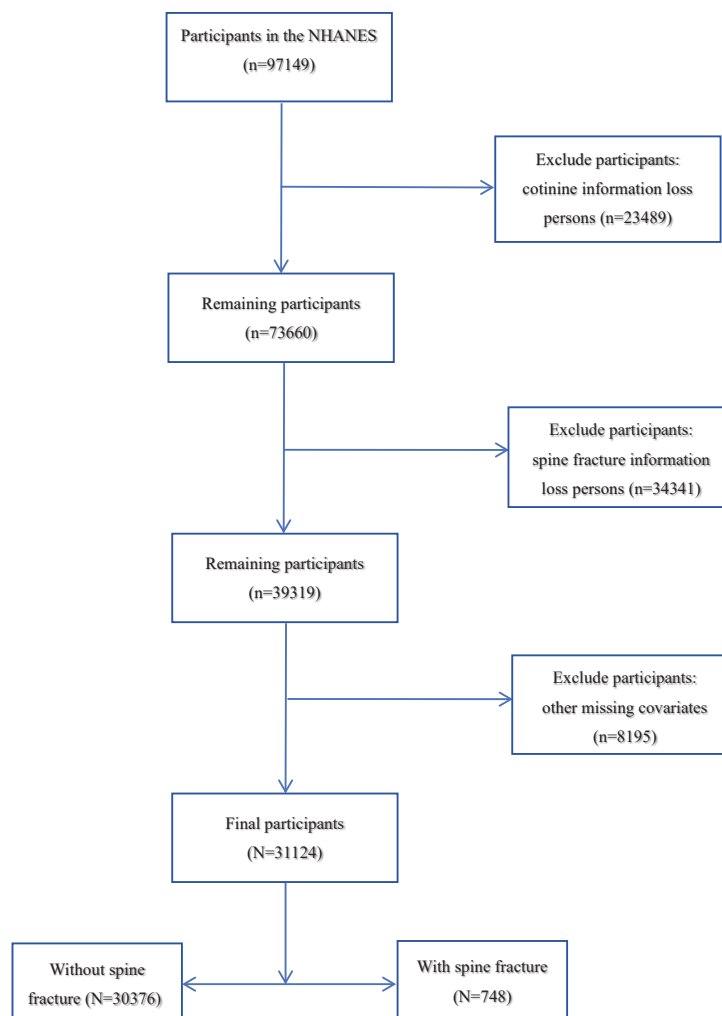 Participants in the NHANES
(n=97149)
Exclude participants:
cotinine information loss
persons (n=23489)
Remaining participants
(n=73660)
Exclude participants:
spine fracture information
loss persons (n=34341)
Remaining participants
(n=39319)
Exclude participants:
other missing covariates
(n=8195)
Final participants
(N=31124)
Without spine
fracture (N=30376)
With spine fracture
(N=748)